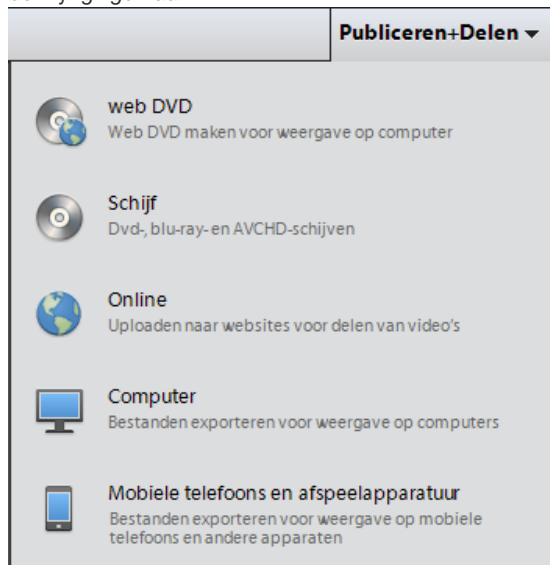 Publiceren+Delen
web DVD
Web DVD maken voor weergave op computer
Schijf
Dvd-, blu-ray- en AVCHD-schijven
Online
Uploaden naar websites voor delen van video's
Computer
Bestanden exporteren voor weergave op computers
Mobiele telefoons en afspeelapparatuur
Bestanden exporteren voor weergave op mobiele
telefoons en andere apparaten